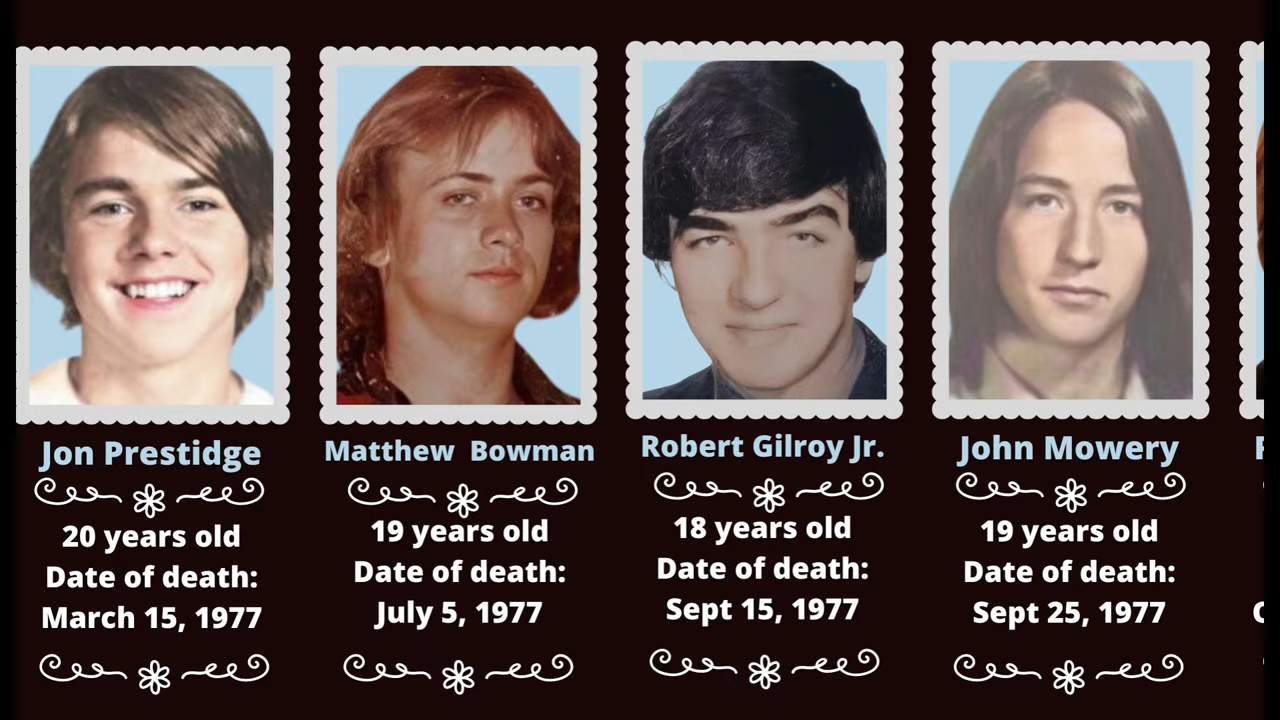 Jon Prestidge
20 years old
Date of death:
March 15, 1977
Matthew Bowman
19 years old
Date of death:
July 5, 1977
Robert Gilroy Jr.
18 years old
Date of death:
Sept 15, 1977
John Mowery
19 years old
Date of death:
Sept 25, 1977